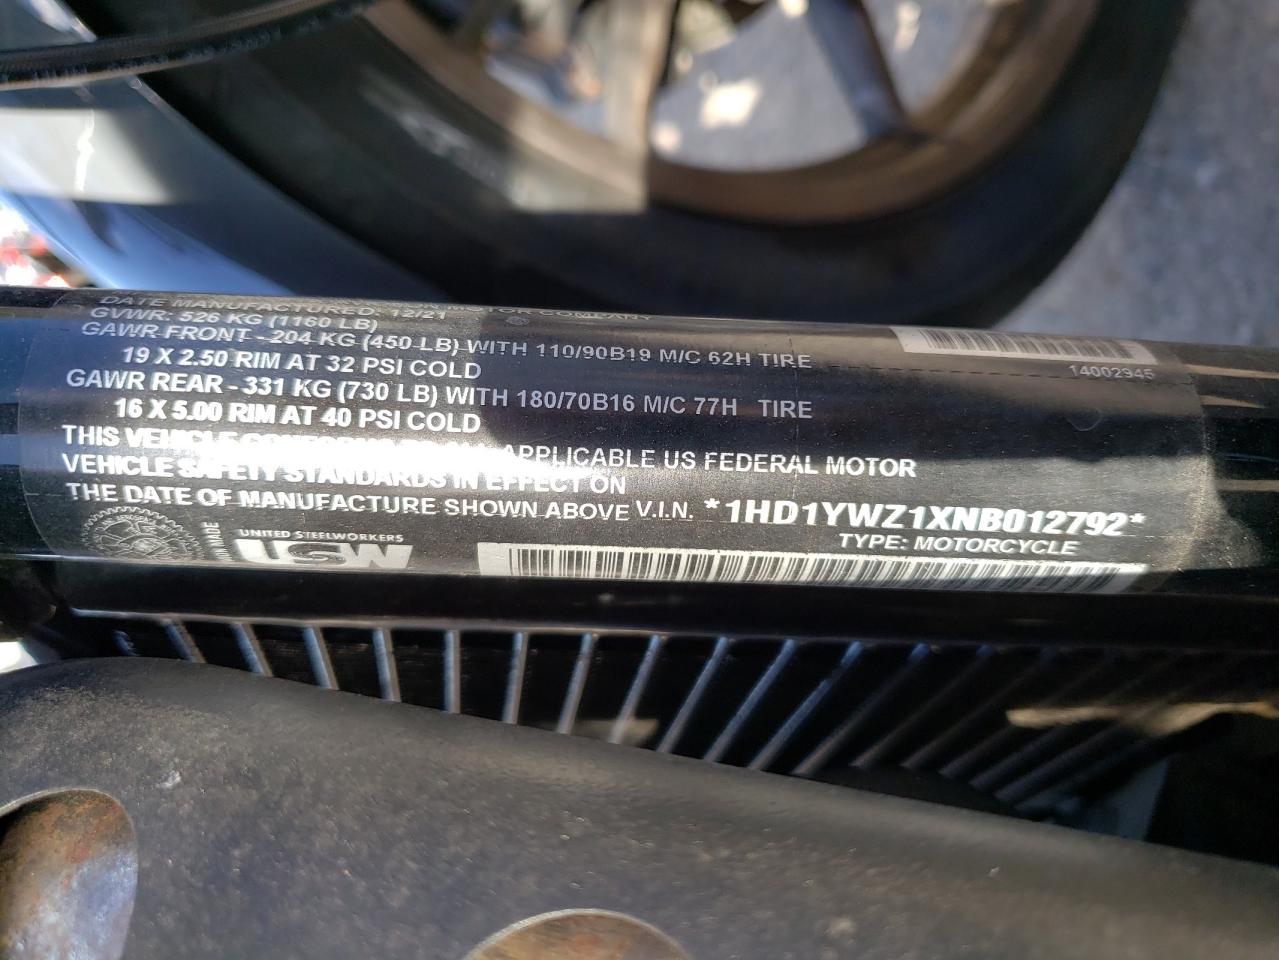 MOTOR COMPANY
DATE MANUFACTURED: 12/21
GVWR: 526 KG (1160 LB)
GAWR FRONT - 204 KG (450 LB) WITH 110/90B19 M/C 62H TIRE
19 X 2.50 RIM AT 32 PSI COLD
GAWR REAR - 331 KG (730 LB) WITH 180/70B16 M/C 77H TIRE
16 X 5.00 RIM AT 40 PSI COLD
THIS VEHICLE CONFORMS APPLICABLE US FEDERAL MOTOR
VEHICLE SAFETY STANDARDS IN EFFECT ON
THE DATE OF MANUFACTURE SHOWN ABOVE V.I.N. *1HD1YWZ1XNB012792*
TYPE: MOTORCYCLE
14002945
UNITED STEELWORKERS
USW